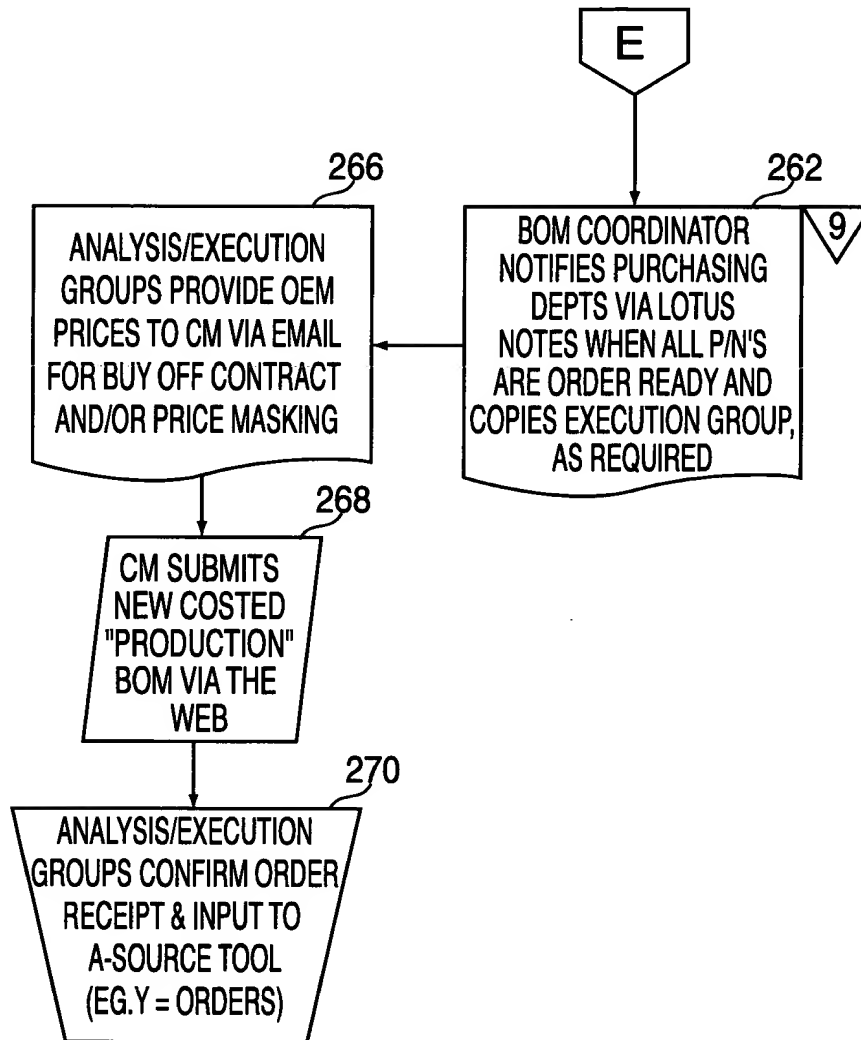 E
262
BOM COORDINATOR
NOTIFIES PURCHASING
DEPTS VIA LOTUS
NOTES WHEN ALL P/N'S
ARE ORDER READY AND
COPIES EXECUTION GROUP,
AS REQUIRED
9
266
ANALYSIS/EXECUTION
GROUPS PROVIDE OEM
PRICES TO CM VIA EMAIL
FOR BUY OFF CONTRACT
AND/OR PRICE MASKING
268
CM SUBMITS
NEW COSTED
"PRODUCTION"
BOM VIA THE
WEB
270
ANALYSIS/EXECUTION
GROUPS CONFIRM ORDER
RECEIPT & INPUT TO
A-SOURCE TOOL
(EG.Y = ORDERS)